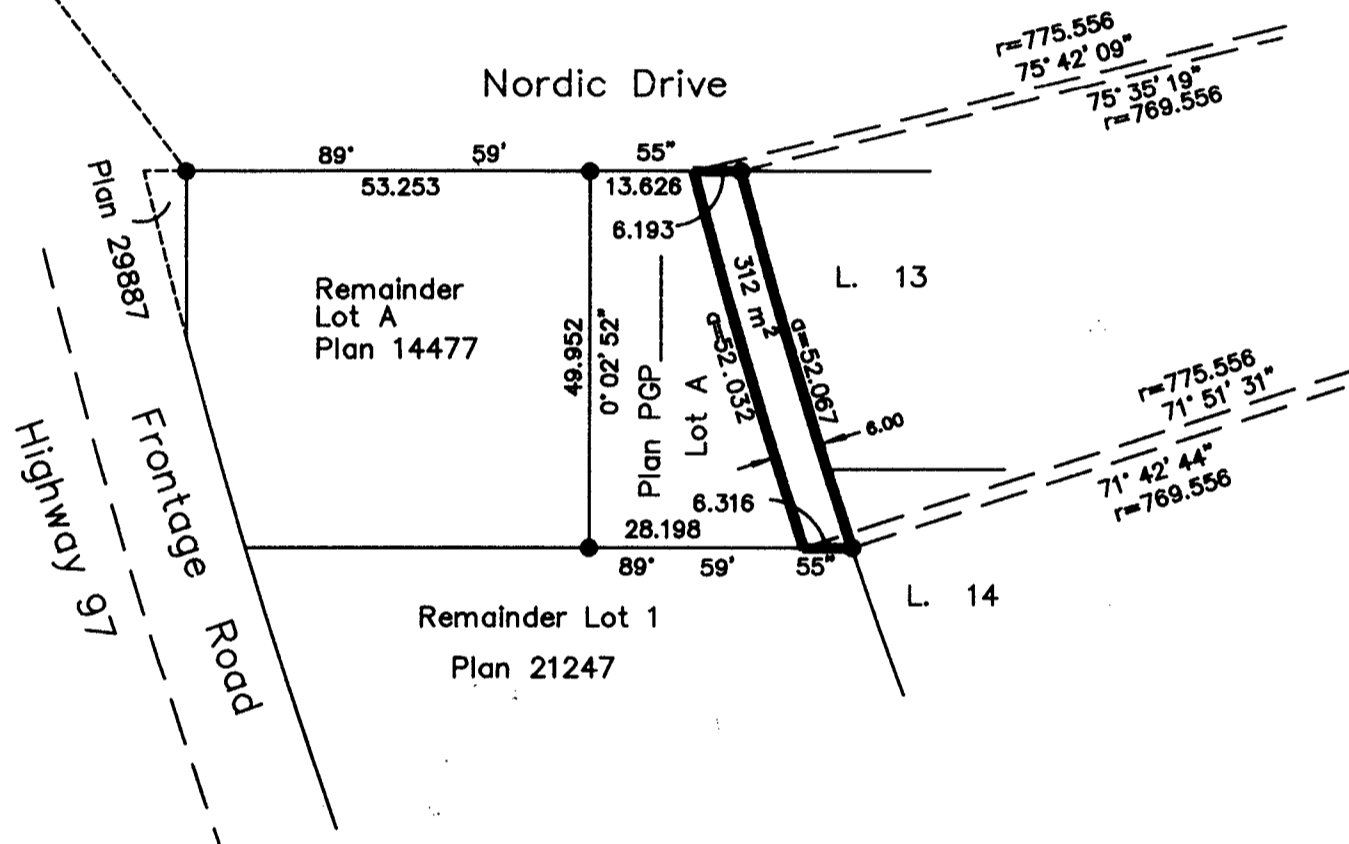 r=775.556
75° 42' 09"
75° 35' 19"
r=769.556
Nordic Drive
89° 59' 55"
53.253
13.626
6.193
Plan 29887
Remainder
Lot A
Plan 14477
49.952
0° 02' 52"
Plan PGP
Lot A
a=52.032
312 m²
a=52.067
L. 13
6.00
r=775.556
71° 51' 31"
71° 42' 44"
r=769.556
6.316
28.198
89° 59' 55"
Frontage Road
Highway 97
L. 14
Remainder Lot 1
Plan 21247